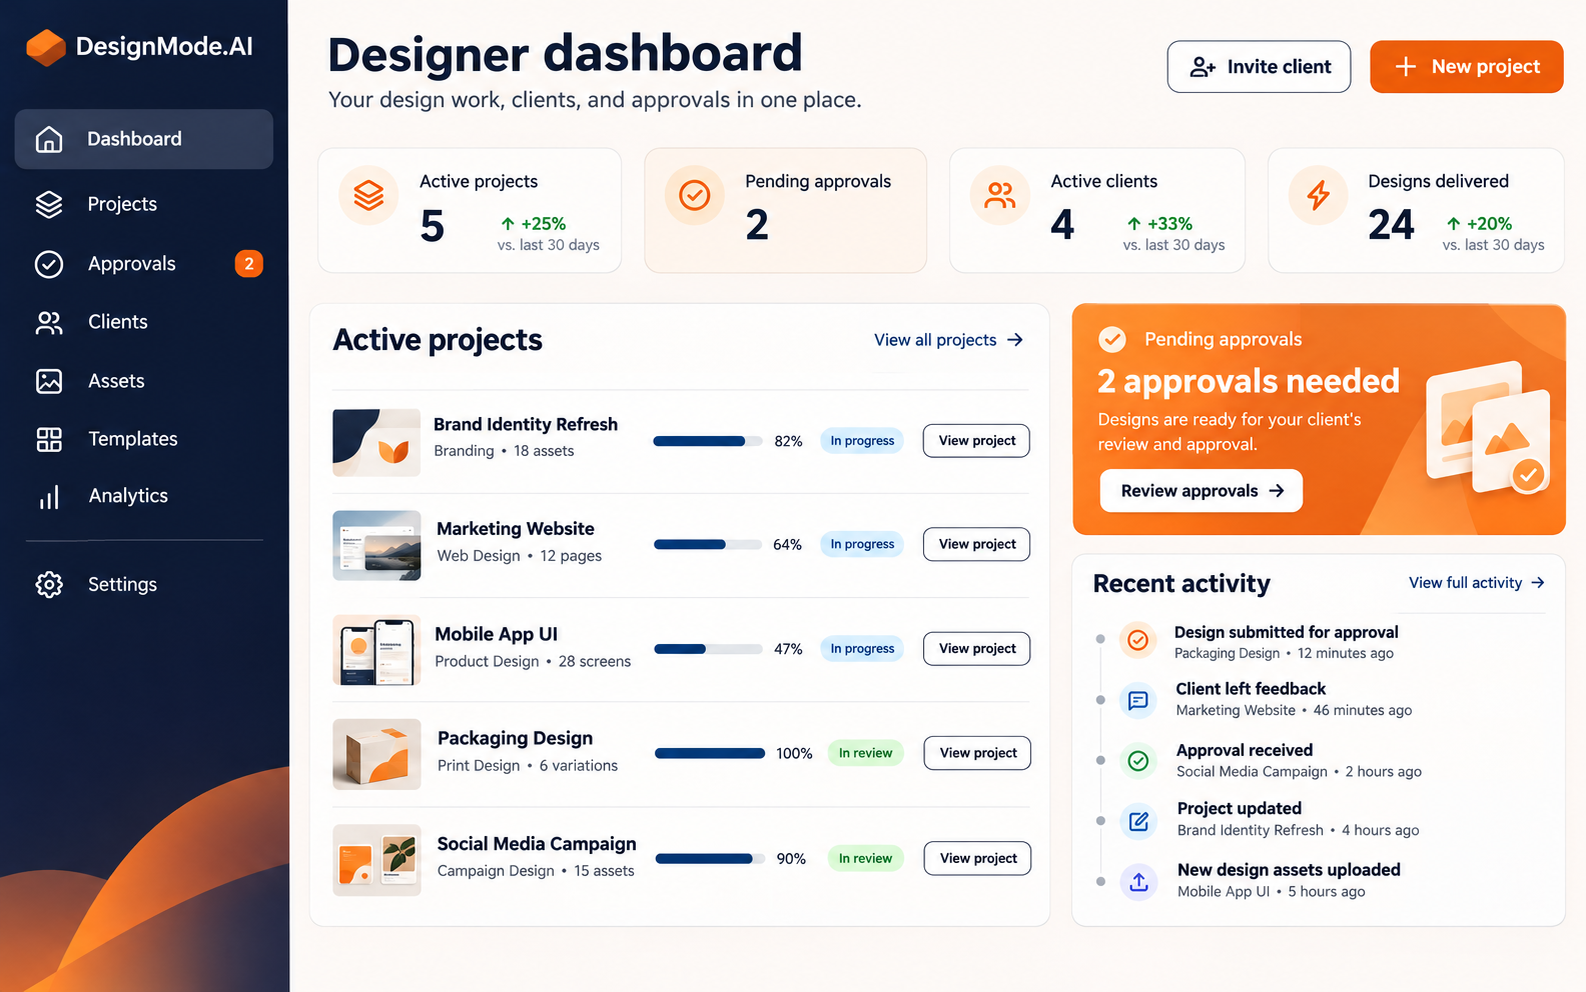 DesignMode.AI
Dashboard
Projects
Approvals
2
Clients
Assets
Templates
Analytics
Settings
Designer dashboard
Your design work, clients, and approvals in one place.
Invite client
New project
Active projects
5
+25%
vs. last 30 days
Pending approvals
2
Active clients
4
+33%
vs. last 30 days
Designs delivered
24
+20%
vs. last 30 days
Active projects
View all projects →
Brand Identity Refresh
Branding • 18 assets
82%
In progress
View project
Marketing Website
Web Design • 12 pages
64%
In progress
View project
Mobile App UI
Product Design • 28 screens
47%
In progress
View project
Packaging Design
Print Design • 6 variations
100%
In review
View project
Social Media Campaign
Campaign Design • 15 assets
90%
In review
View project
Pending approvals
2 approvals needed
Designs are ready for your client's
review and approval.
Review approvals →
Recent activity
View full activity →
Design submitted for approval
Packaging Design • 12 minutes ago
Client left feedback
Marketing Website • 46 minutes ago
Approval received
Social Media Campaign • 2 hours ago
Project updated
Brand Identity Refresh • 4 hours ago
New design assets uploaded
Mobile App UI • 5 hours ago